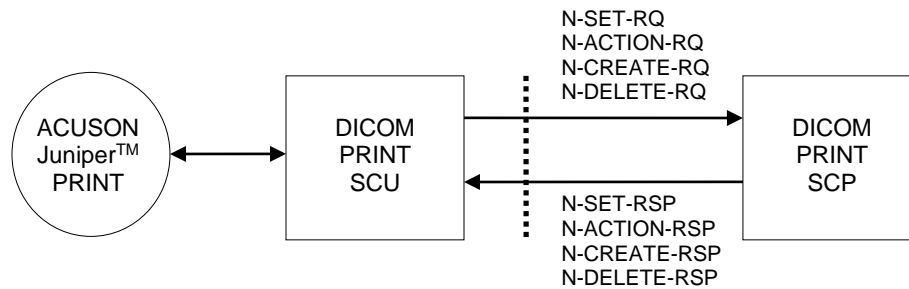 N-SET-RQ
N-ACTION-RQ
N-CREATE-RQ
N-DELETE-RQ
ACUSON
Juniper™
PRINT
DICOM
PRINT
SCU
DICOM
PRINT
SCP
N-SET-RSP
N-ACTION-RSP
N-CREATE-RSP
N-DELETE-RSP